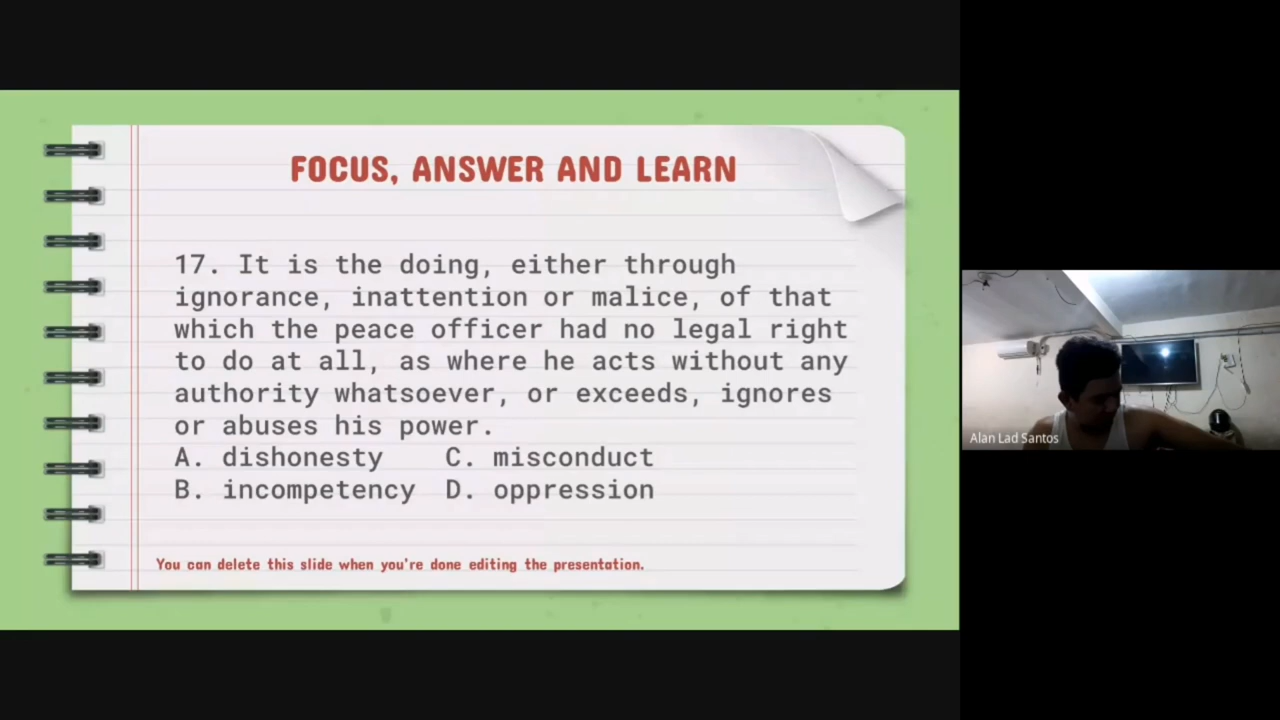 FOCUS, ANSWER AND LEARN
17. It is the doing, either through
ignorance, inattention or malice, of that
which the peace officer had no legal right
to do at all, as where he acts without any
authority whatsoever, or exceeds, ignores
or abuses his power.
A. dishonesty C. misconduct
B. incompetency D. oppression
You can delete this slide when you're done editing the presentation.
Alan Lad Santos